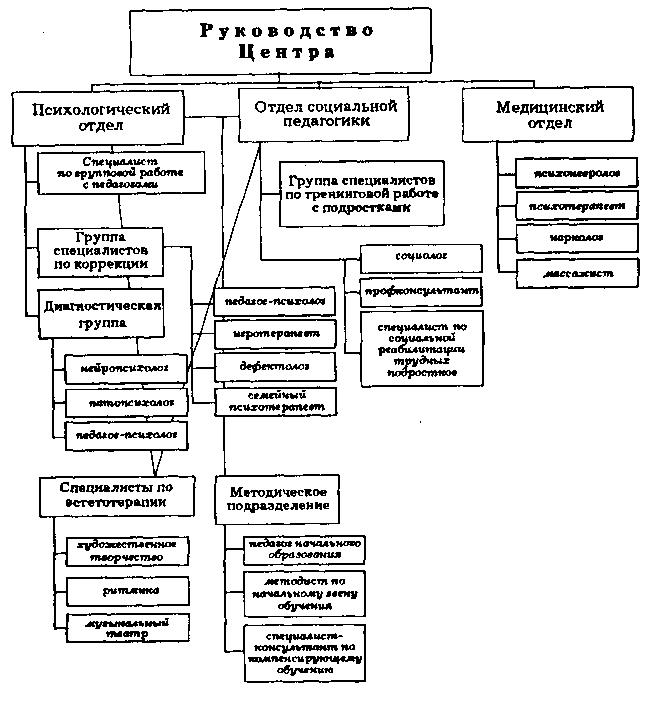 Руководство
Центра
Психологический
отдел
Отдел социальной
педагогики
Медицинский
отдел
Специалист
по групповой работе
с педагогами
Группа специалистов
по тренинговой работе
с подростками
психоневролог
психотерапевт
нарколог
массажист
Группа
специалистов
по коррекции
социолог
профконсультант
специалист по
социальной
реабилитации
трудных
подростков
Диагностическая
группа
педагог-психолог
игротерапевт
дефектолог
семейный
психотерапевт
нейропсихолог
патопсихолог
педагог-психолог
Специалисты по
эстетотерапии
Методическое
подразделение
художественное
творчество
ритмика
музыкальный
театр
педагог начального
образования
методист по
начальному звену
обучения
специалист-
консультант по
компенсирующему
обучению